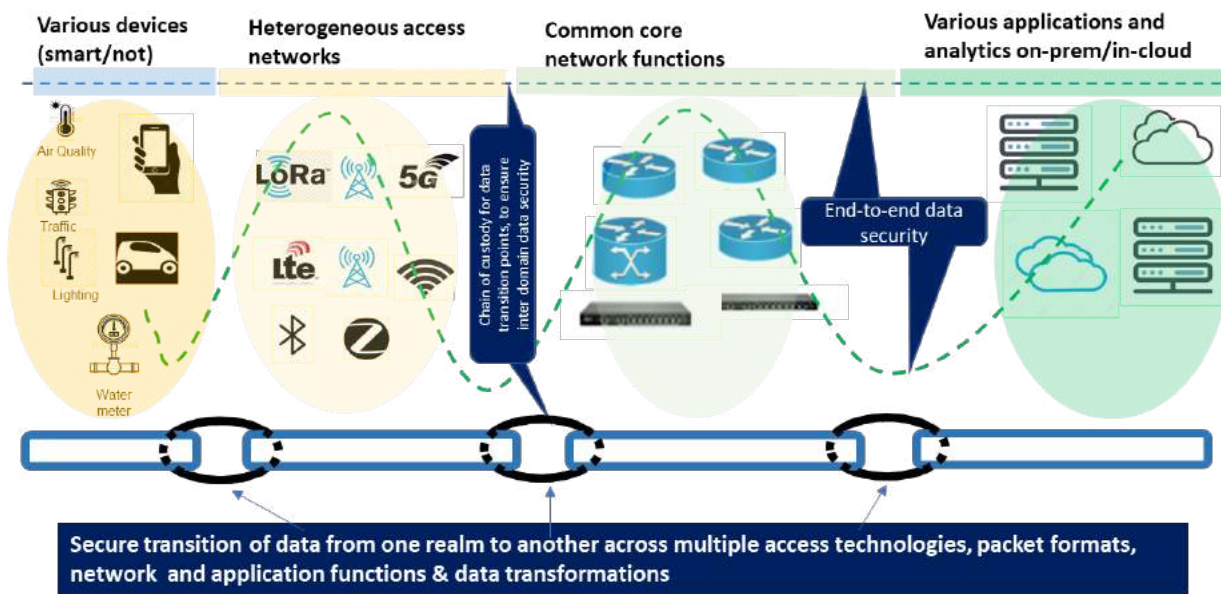 Various devices
(smart/not)
Heterogeneous access
networks
Common core
network functions
Various applications and
analytics on-prem/in-cloud
Air Quality
Traffic
Lighting
Water
meter
LoRa
5G
Lte
Z
Chain of custody for data
transition points, to ensure
inter domain data security
End-to-end data
security
Secure transition of data from one realm to another across multiple access technologies, packet formats,
network and application functions & data transformations